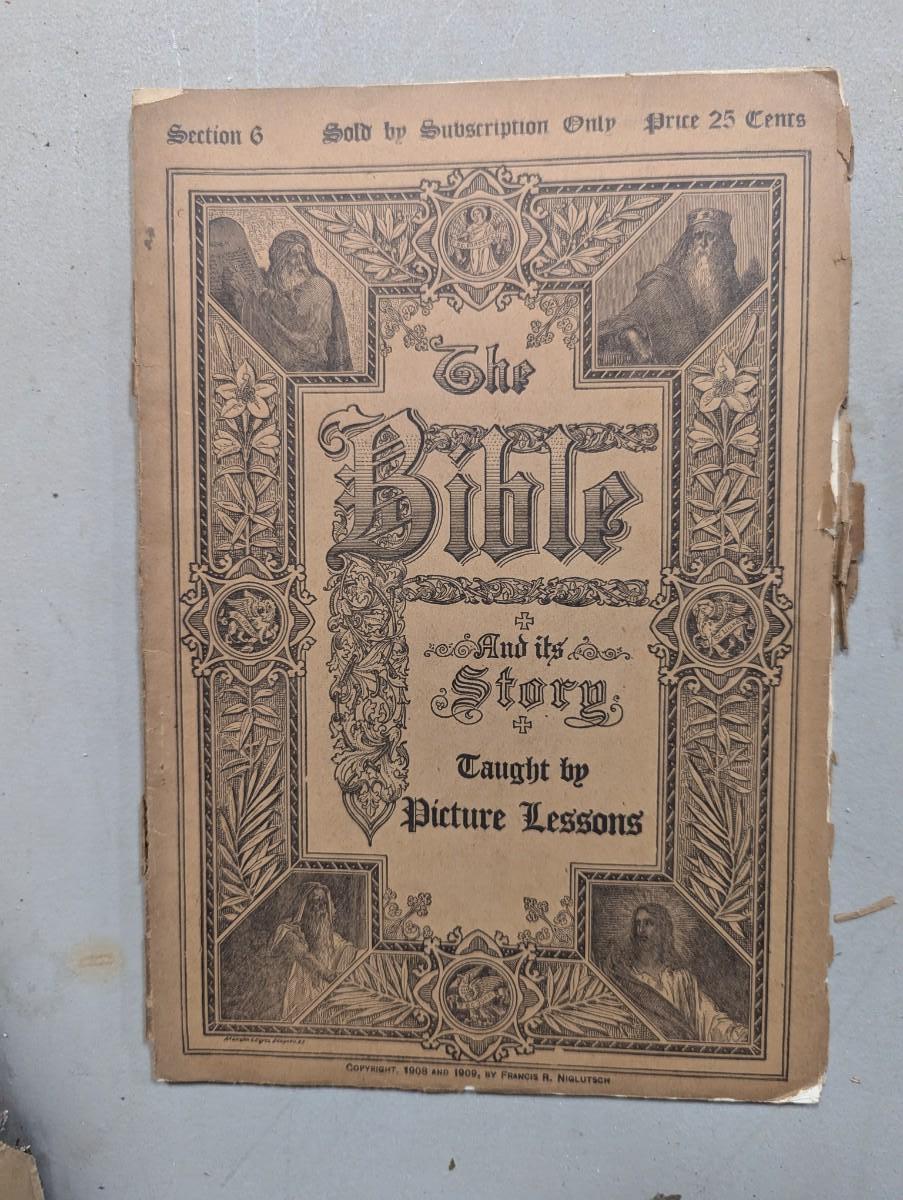 Section 6 Sold by Subscription Only Price 25 Cents
The
Bible
And its
Story
Taught by
Picture Lessons
COPYRIGHT, 1908 AND 1909, BY FRANCIS R. NIGLUTSCH